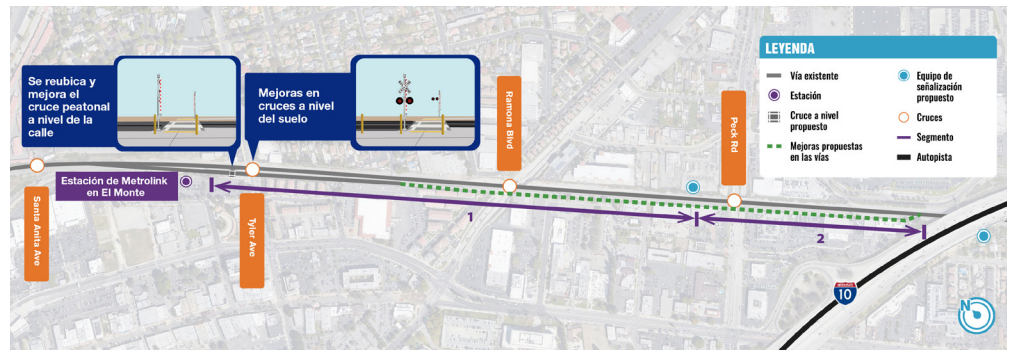 Se reubica y
mejora el
cruce peatonal
a nivel de la
calle
Mejoras en
cruces a nivel
del suelo
LEYENDA
Vía existente
Estación
Cruce a nivel
propuesto
Mejoras propuestas
en las vías
Equipo de
señalización
propuesto
Cruces
Segmento
Autopista
Ramona Blvd
Peck Rd
Estación de Metrolink
en El Monte
Santa Anita Ave
Tyler Ave
1
2
INTERSTATE
10
N